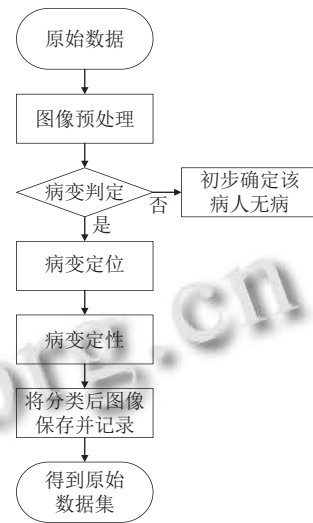 原始数据
图像预处理
病变判定
否
初步确定该
病人无病
是
病变定位
病变定性
将分类后图像
保存并记录
得到原始
数据集
org.cn